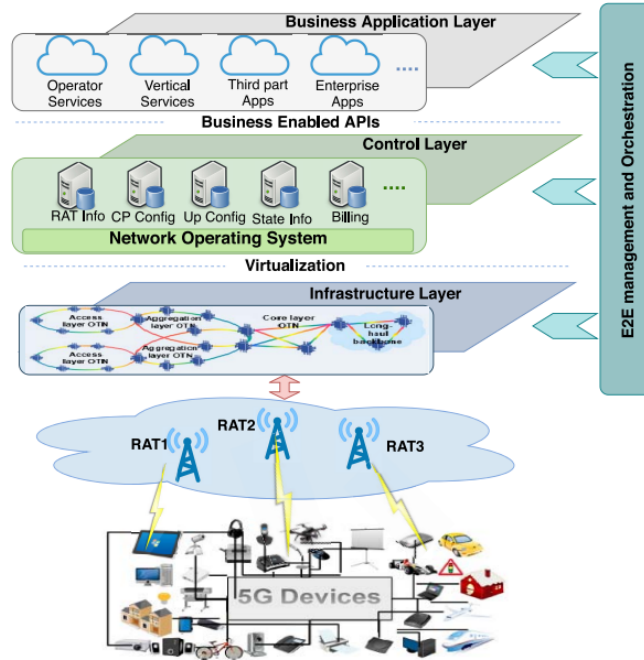 Business Application Layer
Operator
Services
Vertical
Services
Third part
Apps
Enterprise
Apps
....
Business Enabled APIs
Control Layer
RAT Info
CP Config
Up Config
State Info
Billing
....
Network Operating System
Virtualization
Infrastructure Layer
Access
layer OTN
Aggregation
layer OTN
Core layer
OTN
Long-
haul
backbone
Access
layer OTN
Aggregation
layer OTN
RAT1
RAT2
RAT3
5G Devices
E2E management and Orchestration